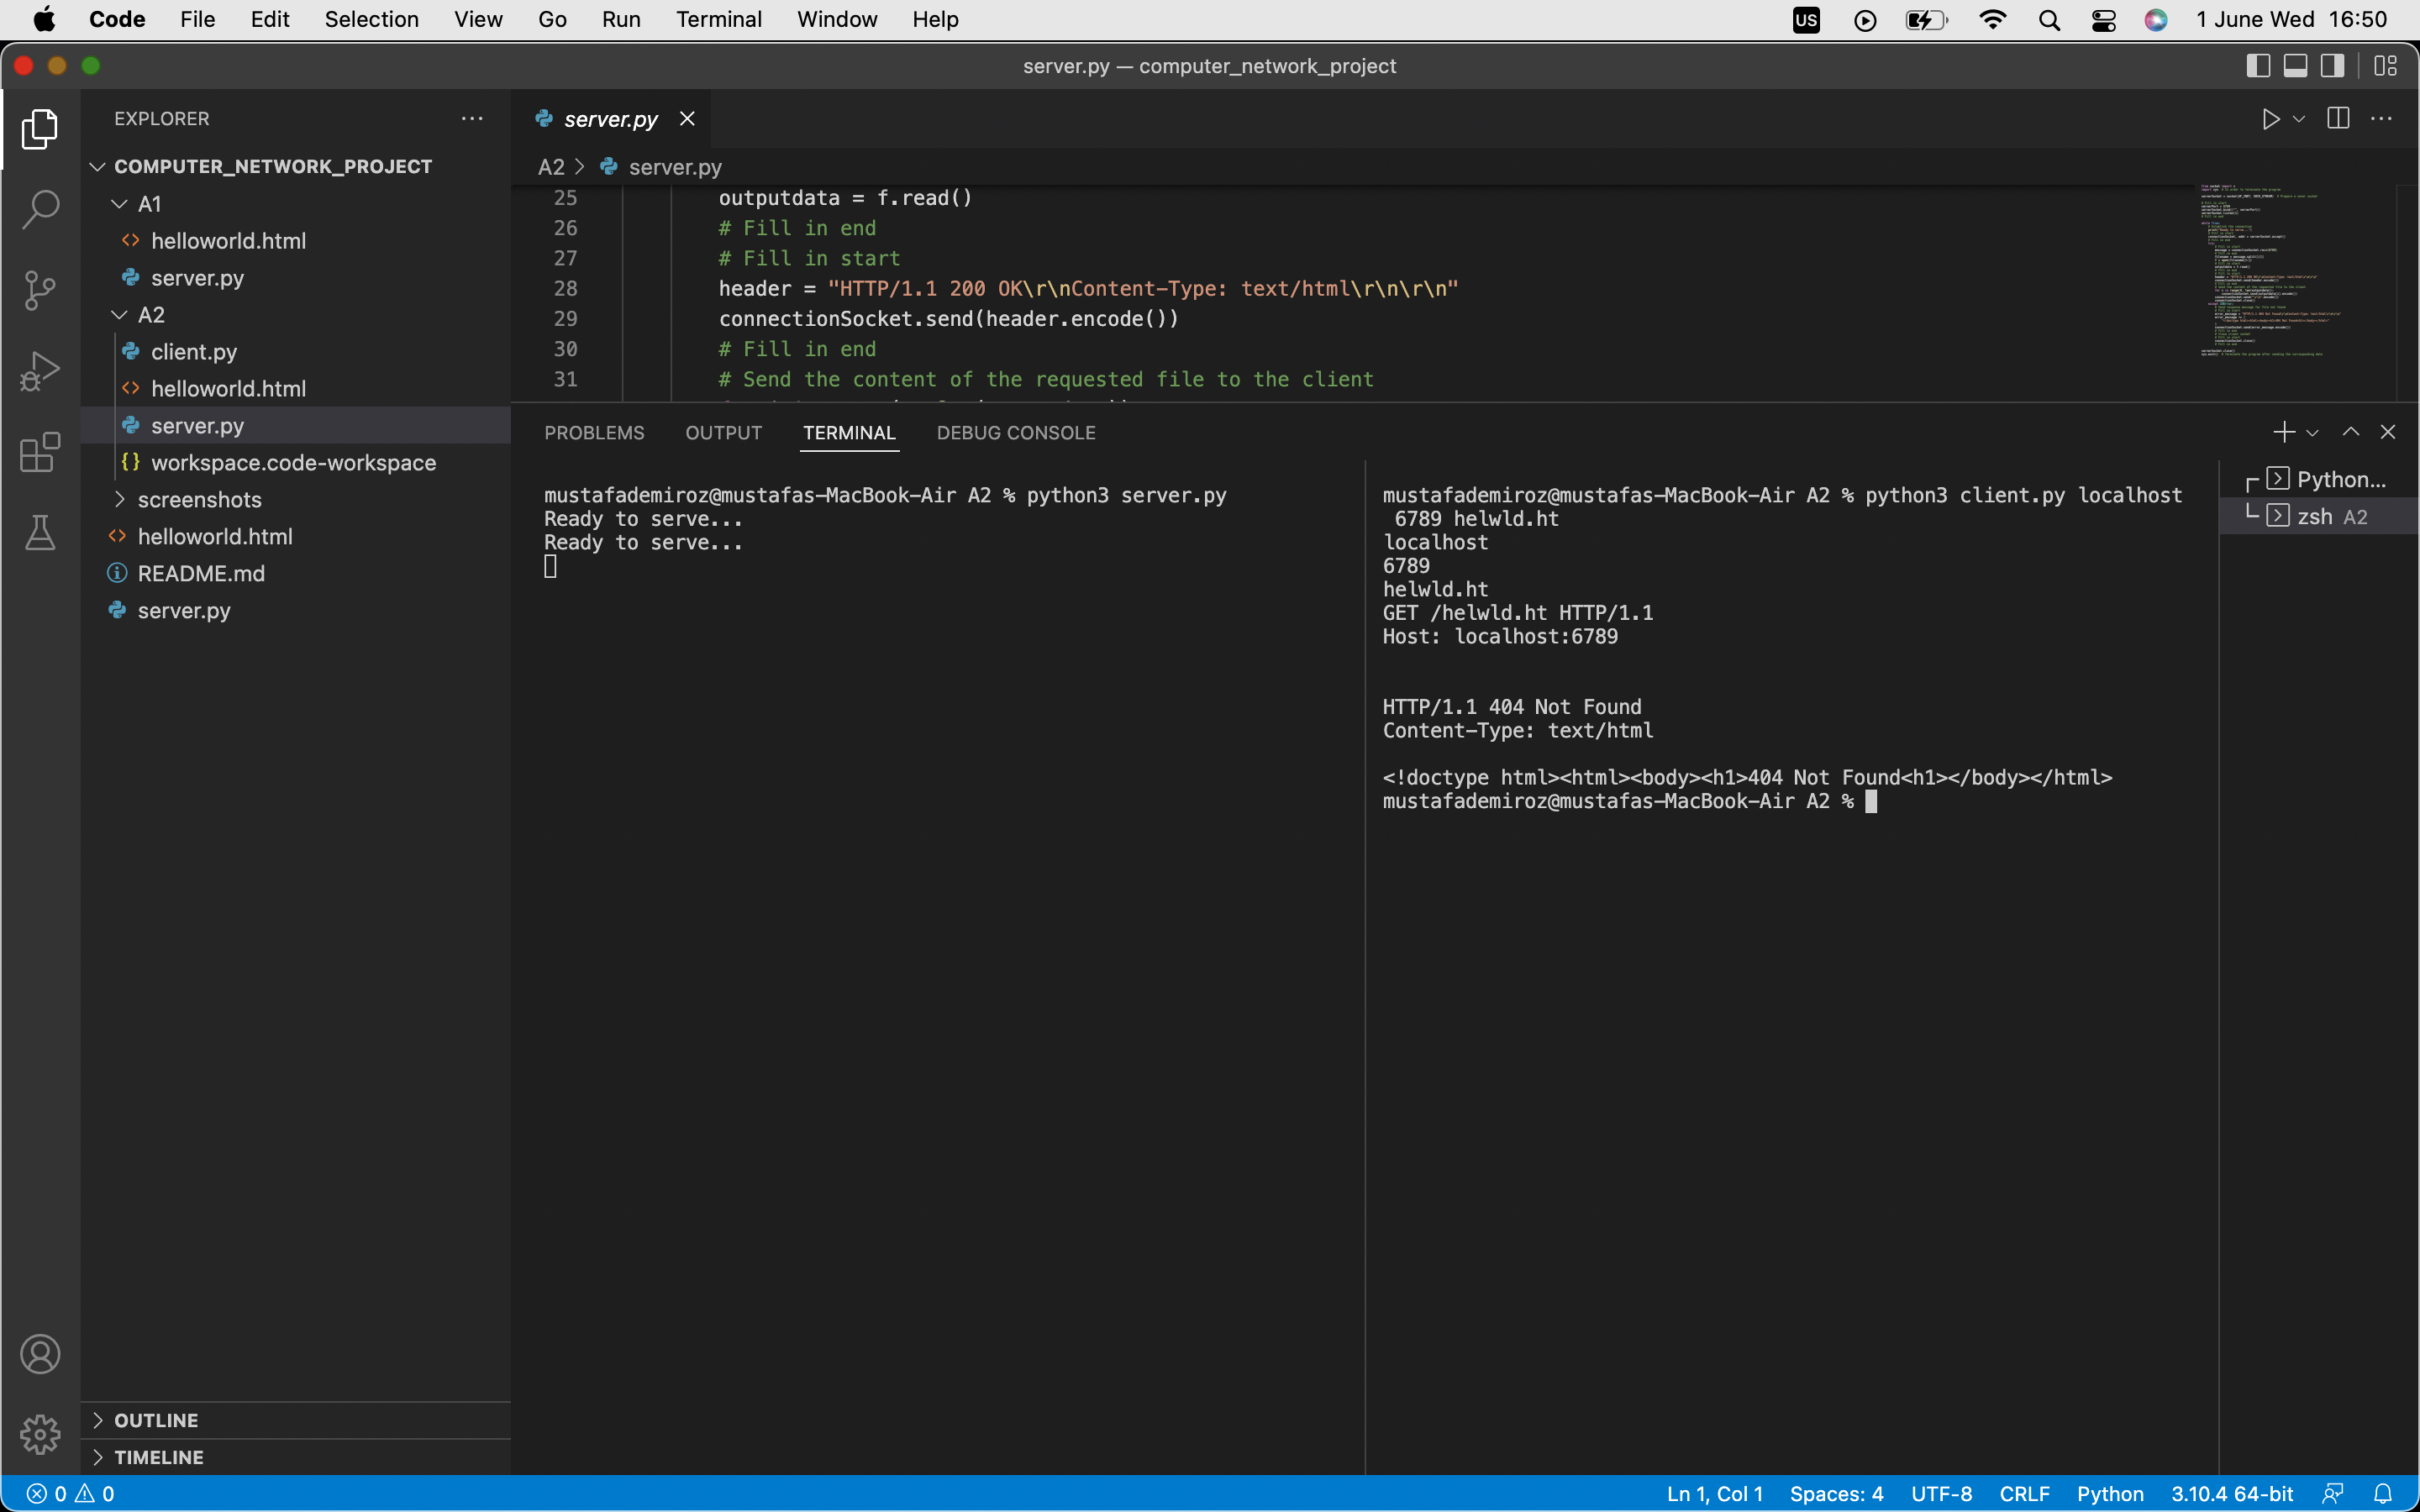 Code File Edit Selection View Go Run Terminal Window Help US 1 June Wed 16:50
server.py — computer_network_project
EXPLORER
COMPUTER_NETWORK_PROJECT
A1
helloworld.html
server.py
A2
client.py
helloworld.html
server.py
workspace.code-workspace
screenshots
helloworld.html
README.md
server.py
OUTLINE
TIMELINE
server.py
A2 > server.py
25 outputdata = f.read()
26 # Fill in end
27 # Fill in start
28 header = "HTTP/1.1 200 OK\r\nContent-Type: text/html\r\n\r\n"
29 connectionSocket.send(header.encode())
30 # Fill in end
31 # Send the content of the requested file to the client
PROBLEMS OUTPUT TERMINAL DEBUG CONSOLE
mustafademiroz@mustafas-MacBook-Air A2 % python3 server.py
Ready to serve...
Ready to serve...
mustafademiroz@mustafas-MacBook-Air A2 % python3 client.py localhost
6789 helwld.ht
localhost
6789
helwld.ht
GET /helwld.ht HTTP/1.1
Host: localhost:6789
HTTP/1.1 404 Not Found
Content-Type: text/html
<!doctype html><html><body><h1>404 Not Found<h1></body></html>
mustafademiroz@mustafas-MacBook-Air A2 %
Python...
zsh A2
0 0 Ln 1, Col 1 Spaces: 4 UTF-8 CRLF Python 3.10.4 64-bit